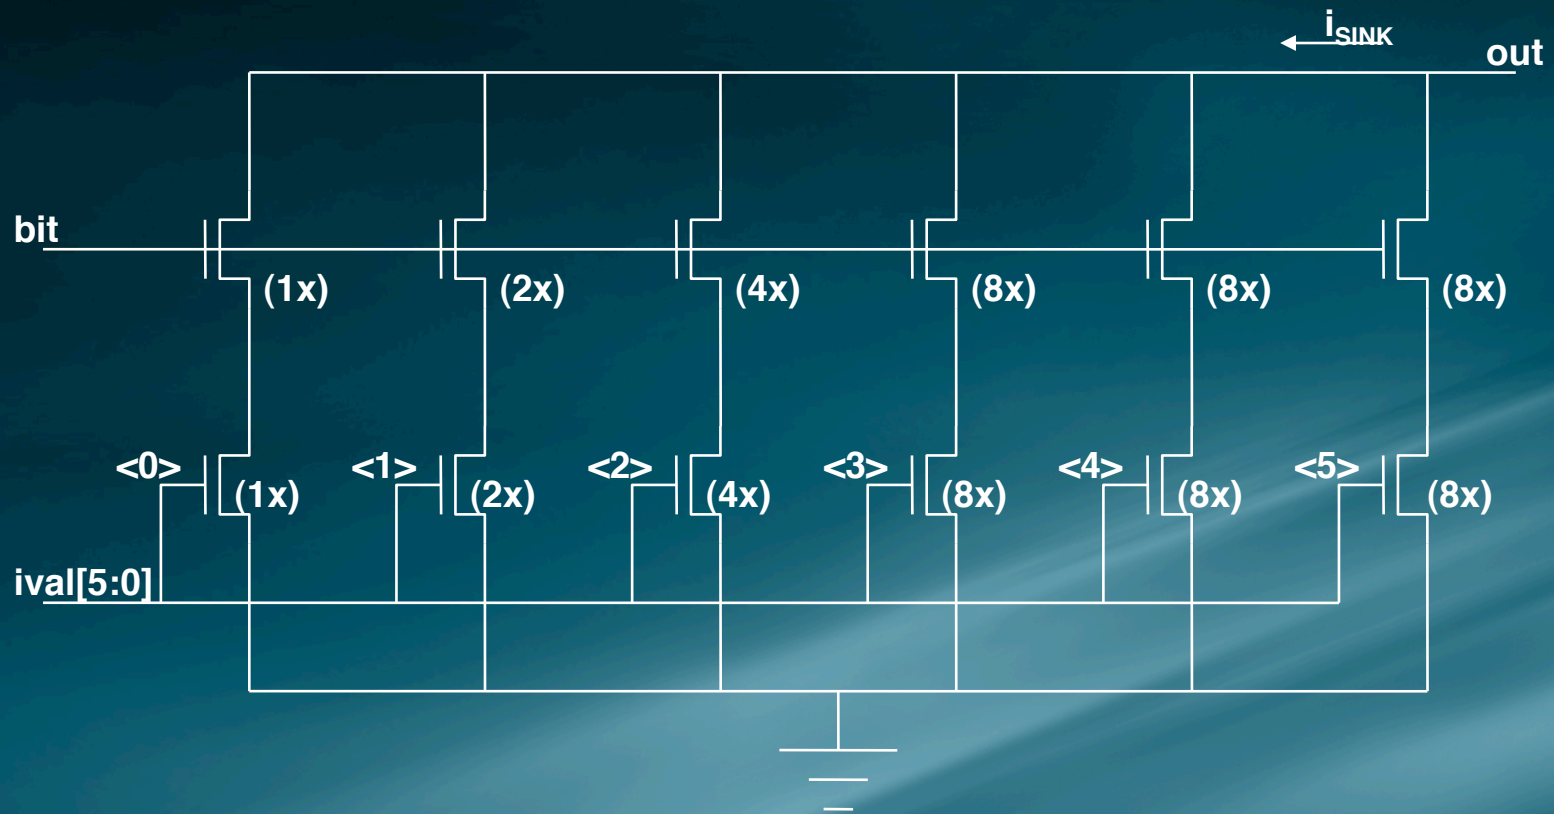 iSINK
out
bit
(1x) (2x) (4x) (8x) (8x) (8x)
<0> <1> <2> <3> <4> <5>
(1x) (2x) (4x) (8x) (8x) (8x)
ival[5:0]